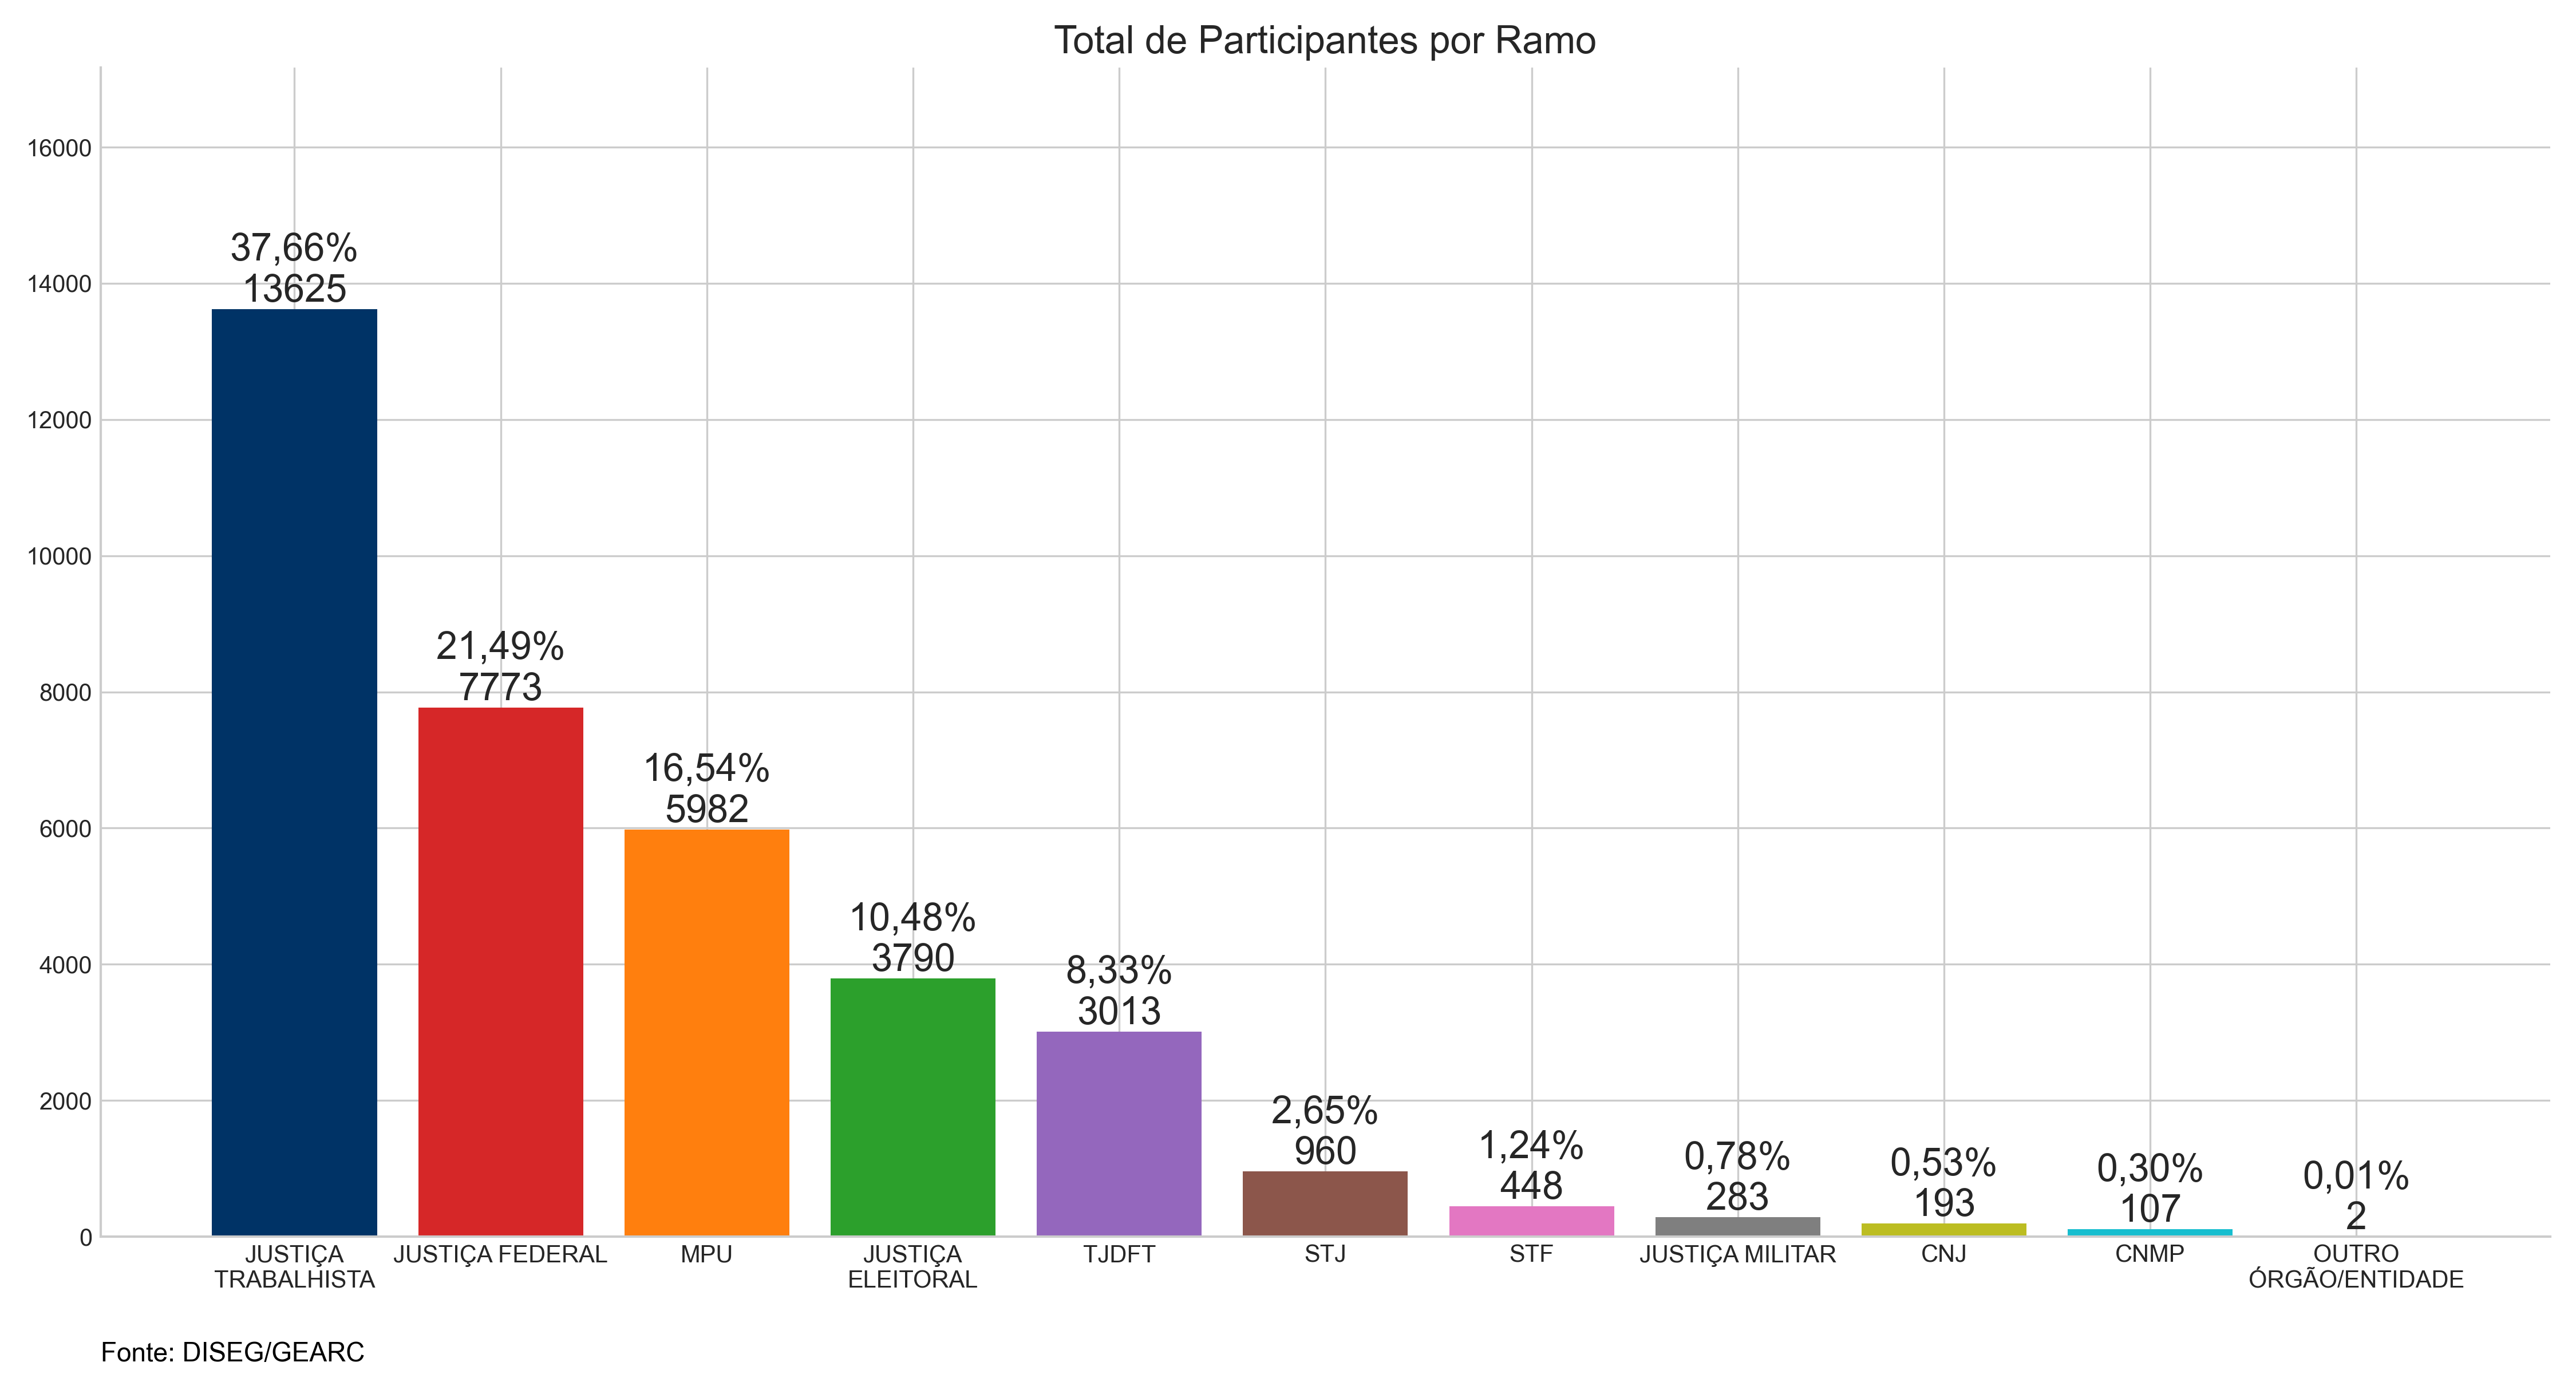 Total de Participantes por Ramo
16000
14000
12000
10000
8000
6000
4000
2000
0
37,66%
13625
21,49%
7773
16,54%
5982
10,48%
3790
8,33%
3013
2,65%
960
1,24%
448
0,78%
283
0,53%
193
0,30%
107
0,01%
2
JUSTIÇA
TRABALHISTA
JUSTIÇA FEDERAL
MPU
JUSTIÇA
ELEITORAL
TJDFT
STJ
STF
JUSTIÇA MILITAR
CNJ
CNMP
OUTRO
ÓRGÃO/ENTIDADE
Fonte: DISEG/GEARC